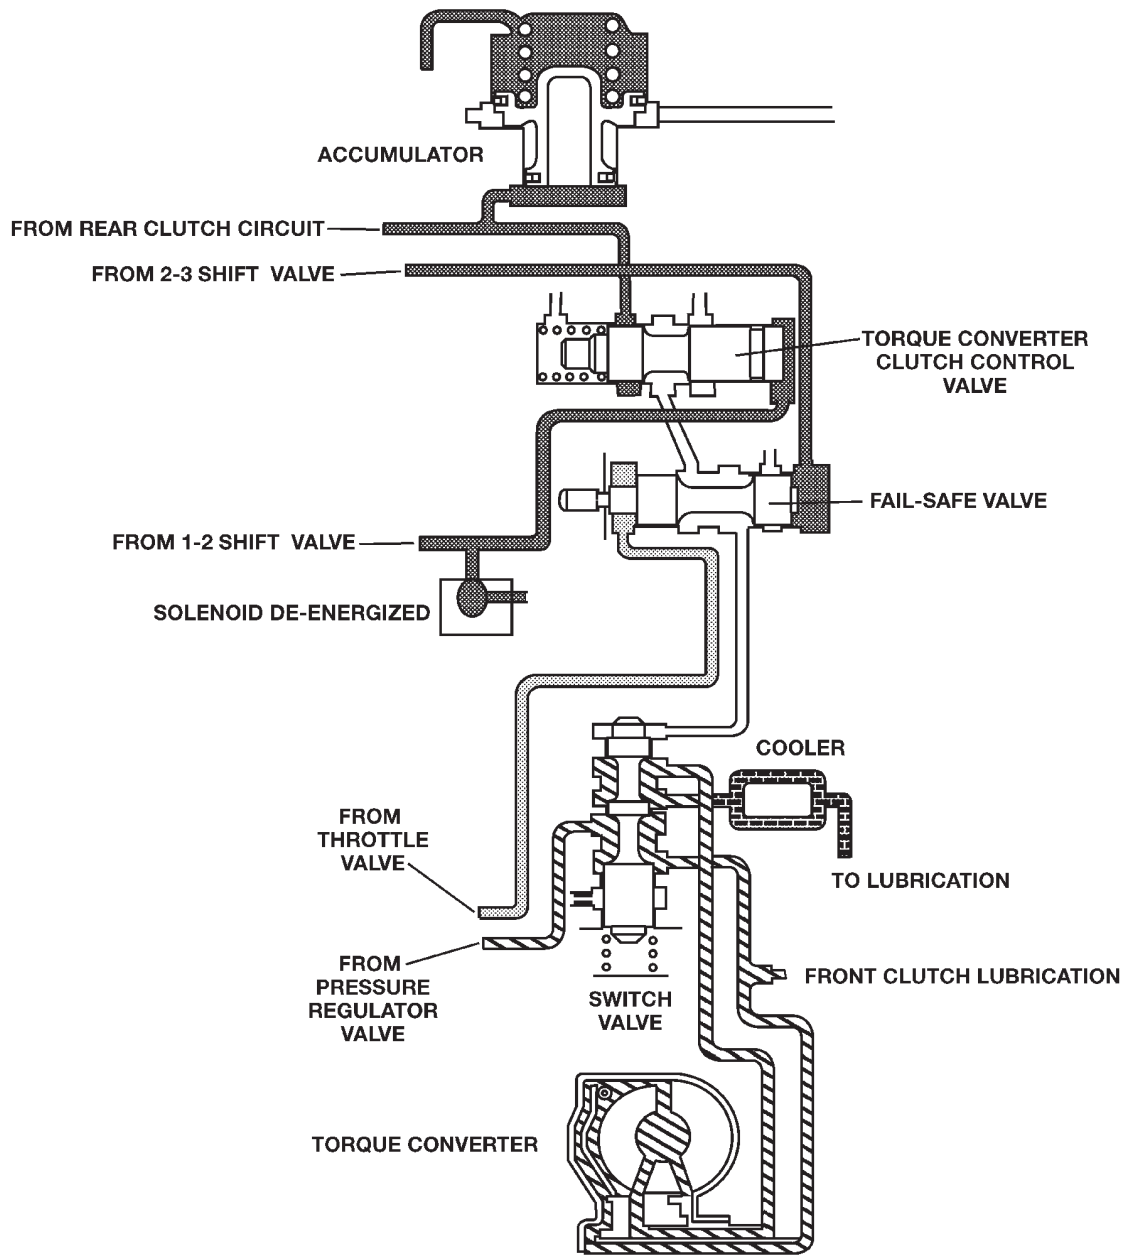 ACCUMULATOR
FROM REAR CLUTCH CIRCUIT
FROM 2-3 SHIFT VALVE
TORQUE CONVERTER
CLUTCH CONTROL
VALVE
FAIL-SAFE VALVE
FROM 1-2 SHIFT VALVE
SOLENOID DE-ENERGIZED
COOLER
FROM
THROTTLE
VALVE
TO LUBRICATION
FROM
PRESSURE
REGULATOR
VALVE
FRONT CLUTCH LUBRICATION
SWITCH
VALVE
TORQUE CONVERTER